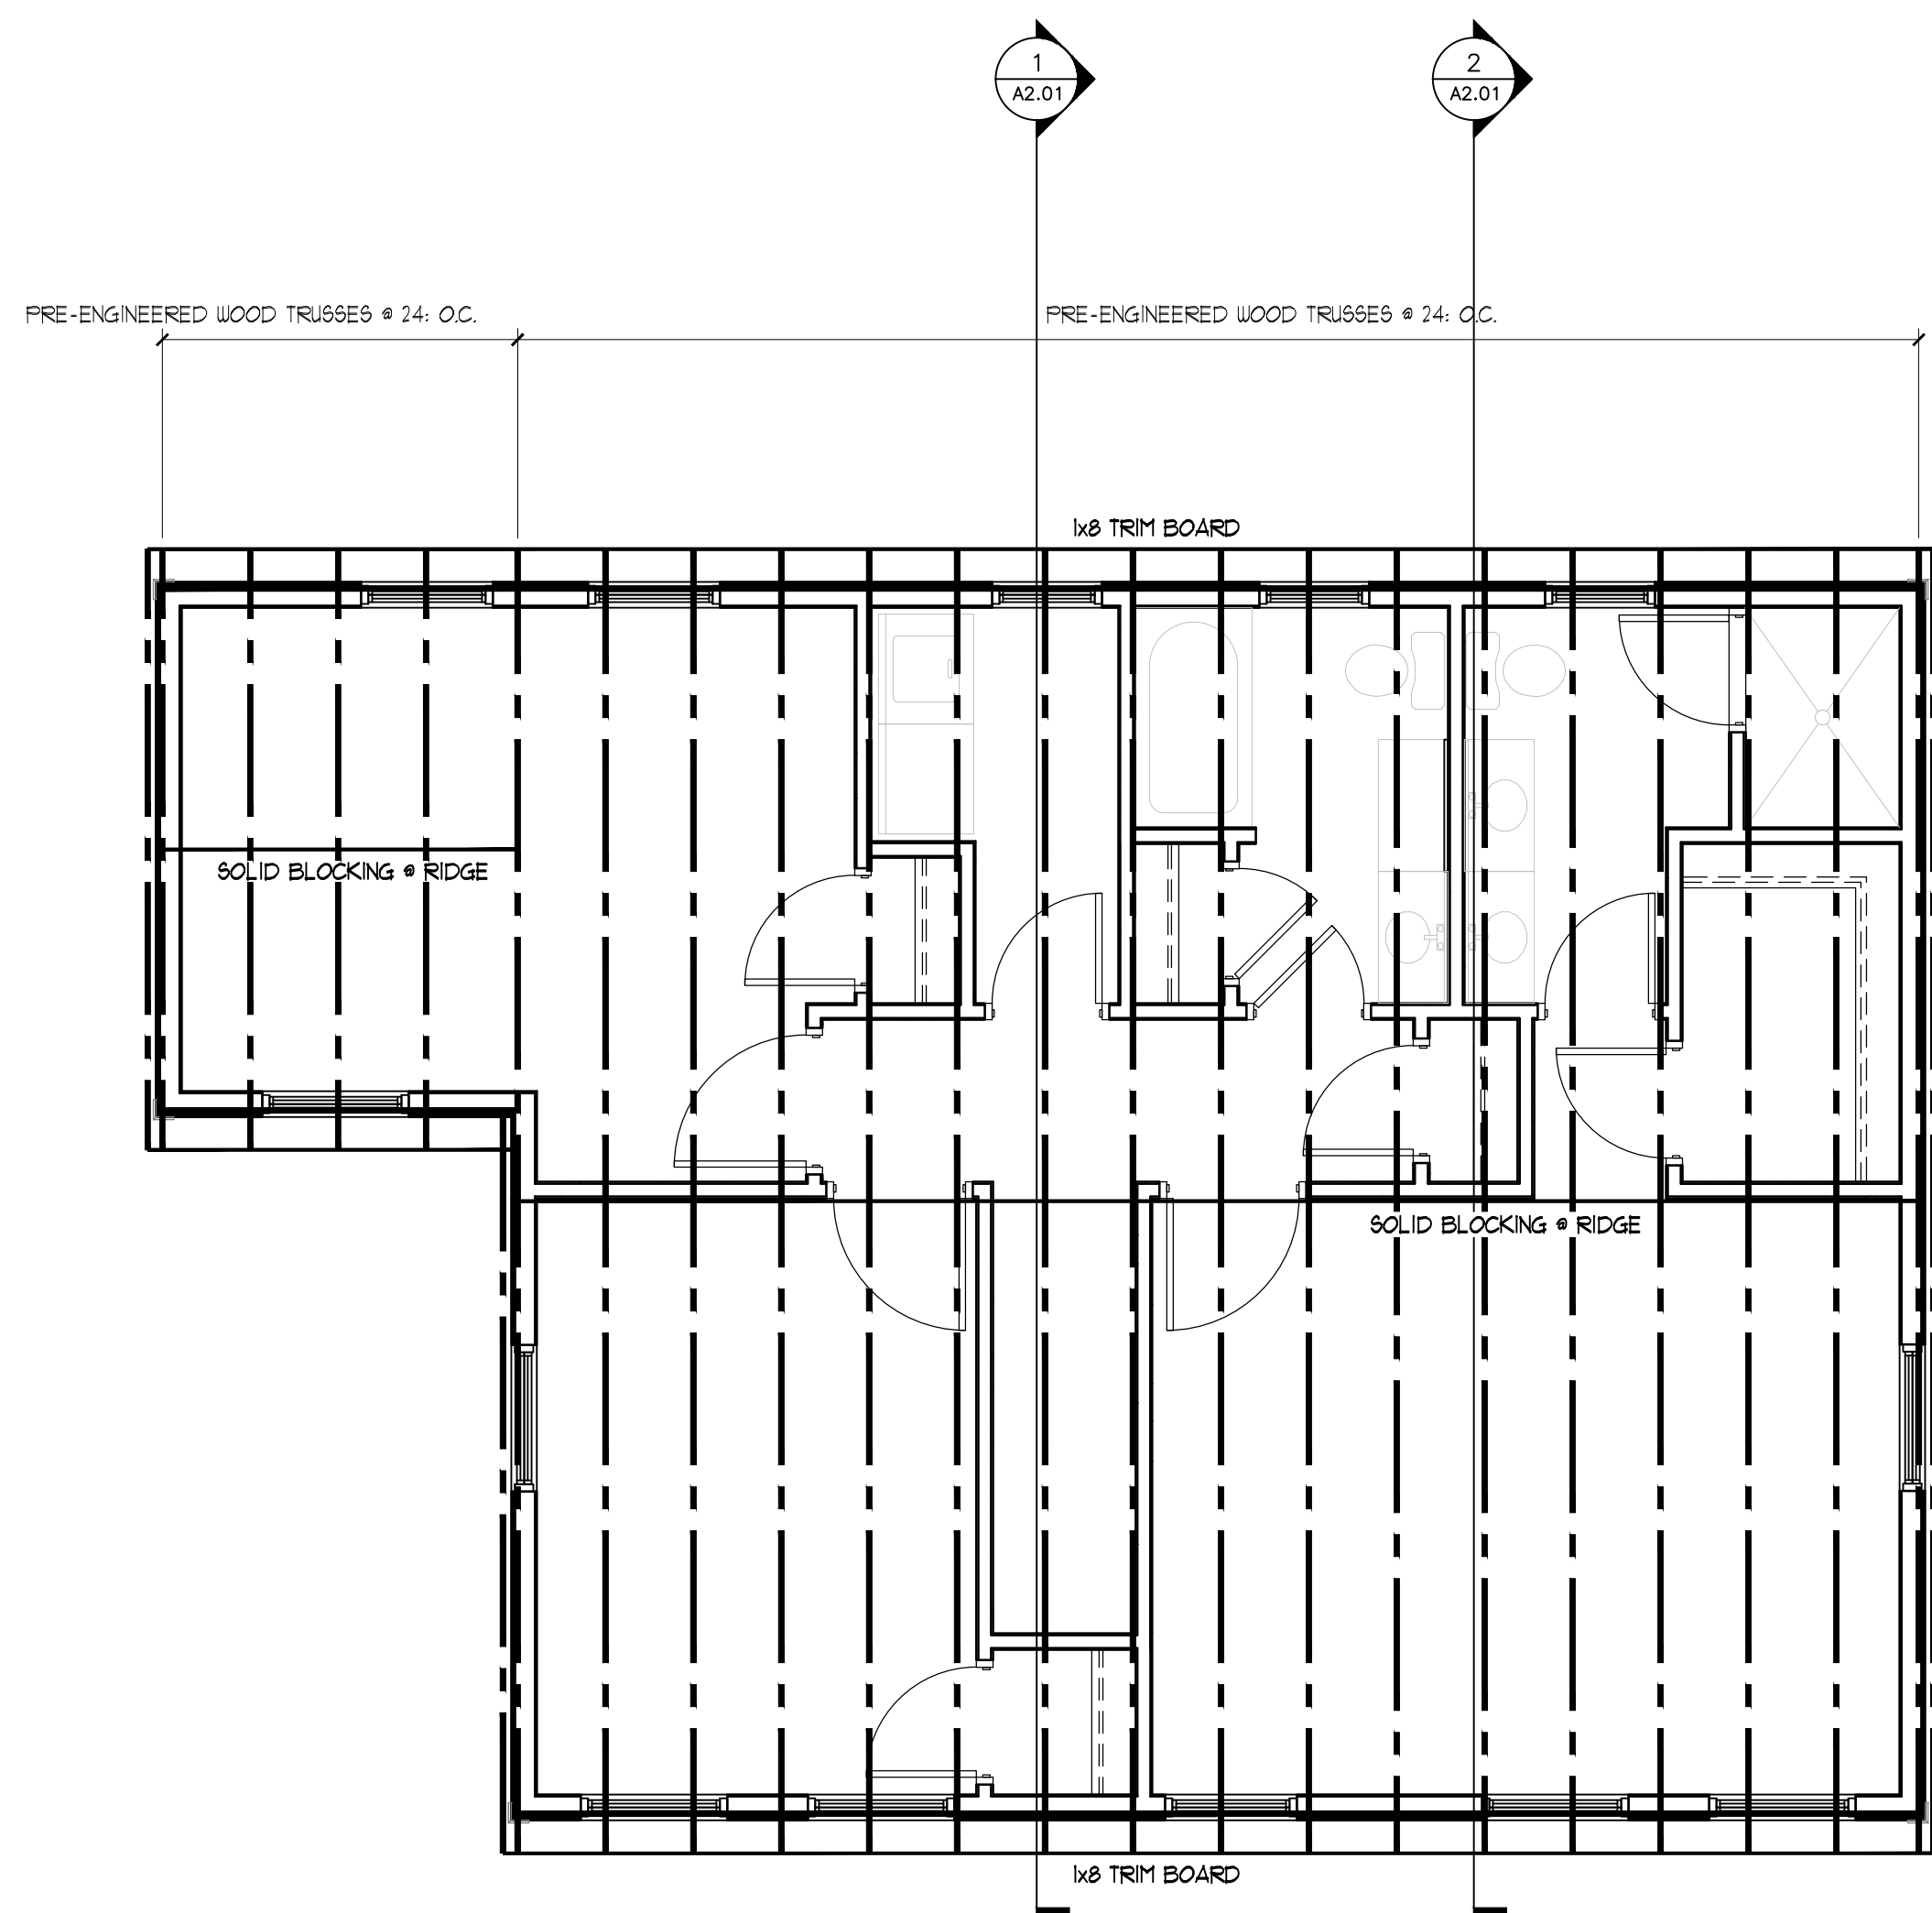 1
A2.01
2
A2.01
PRE-ENGINEERED WOOD TRUSSES @ 24: O.C.
PRE-ENGINEERED WOOD TRUSSES @ 24: O.C.
1x8 TRIM BOARD
SOLID BLOCKING @ RIDGE
SOLID BLOCKING @ RIDGE
1x8 TRIM BOARD